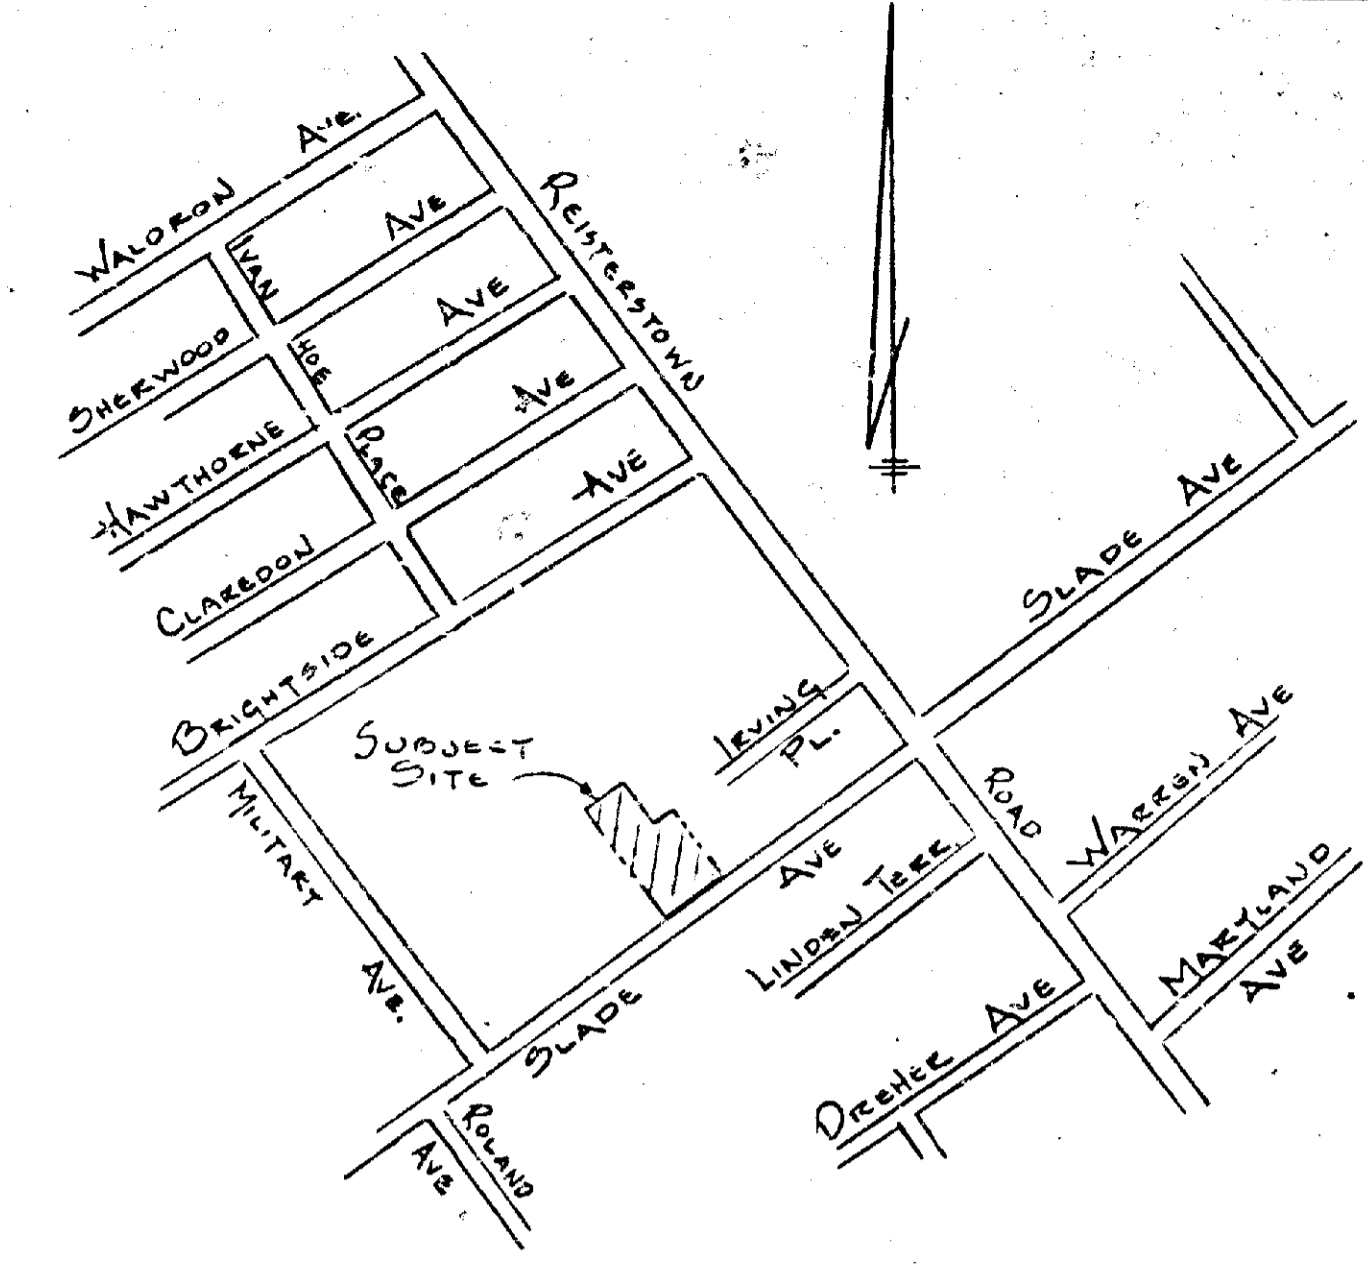 WALDRON AVE.
REISTERSTOWN
ROAD
IVAN
HOE
PLACE
SHERWOOD AVE
HAWTHORNE AVE
CLAREDON AVE
BRIGHTSIDE AVE
SLADE AVE
SUBJECT
SITE
IRVING
PL.
MILITARY AVE.
WARREN AVE
LINDEN TERR.
MARYLAND
AVE
SLADE AVE
DREHER AVE
ROLAND
AVE